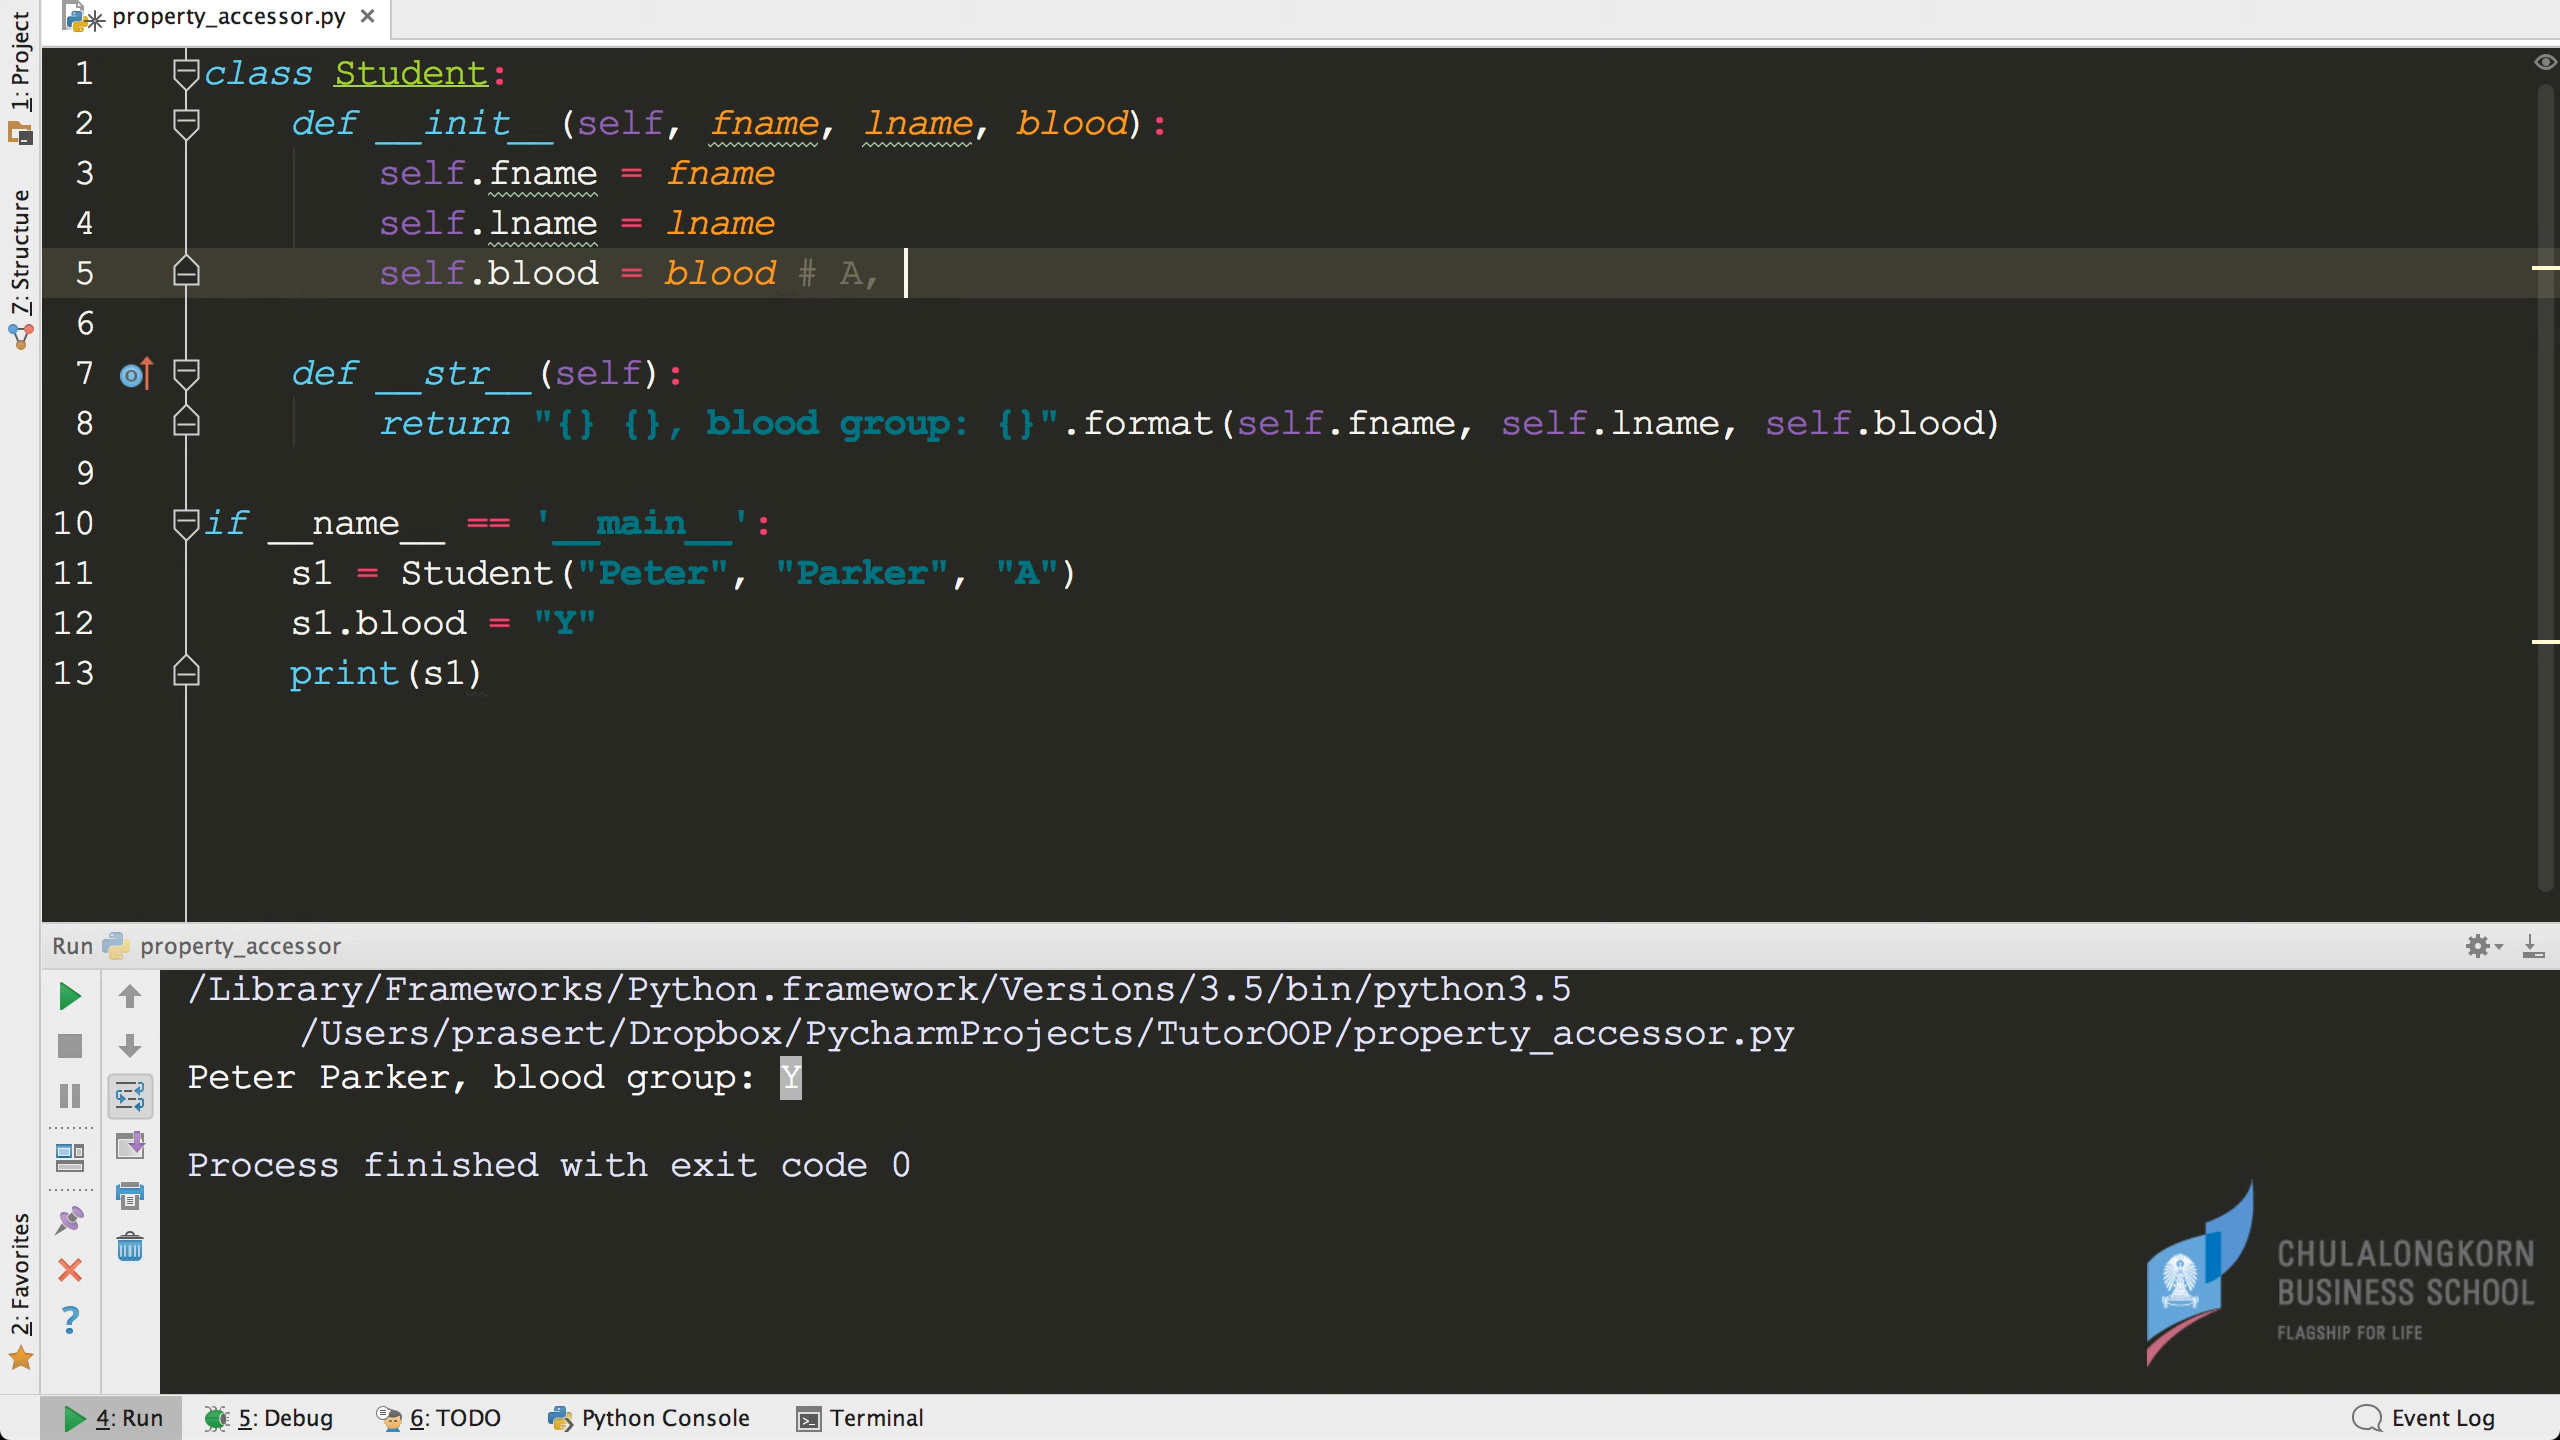 property_accessor.py
1: Project
7: Structure
2: Favorites
1 class Student:
2 def __init__(self, fname, lname, blood):
3 self.fname = fname
4 self.lname = lname
5 self.blood = blood # A,
6
7 def __str__(self):
8 return "{} {}, blood group: {}".format(self.fname, self.lname, self.blood)
9
10 if __name__ == '__main__':
11 s1 = Student("Peter", "Parker", "A")
12 s1.blood = "Y"
13 print(s1)
Run property_accessor
/Library/Frameworks/Python.framework/Versions/3.5/bin/python3.5
/Users/prasert/Dropbox/PycharmProjects/TutorOOP/property_accessor.py
Peter Parker, blood group: Y
Process finished with exit code 0
CHULALONGKORN
BUSINESS SCHOOL
FLAGSHIP FOR LIFE
4: Run 5: Debug 6: TODO Python Console Terminal Event Log